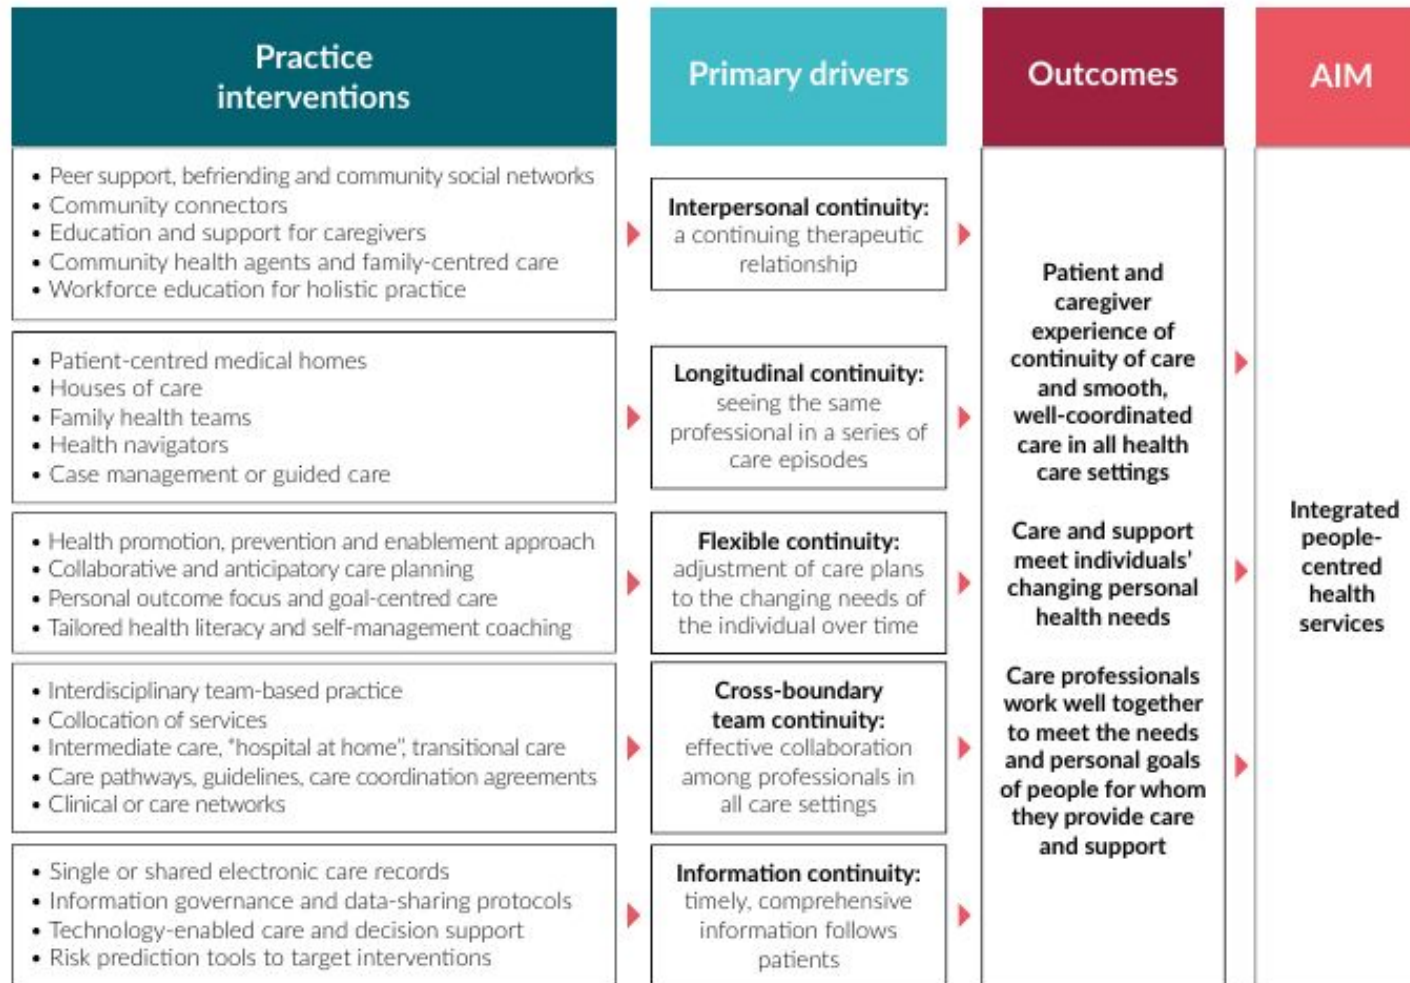 Practice
interventions
Primary drivers
Outcomes
AIM
• Peer support, befriending and community social networks
• Community connectors
• Education and support for caregivers
• Community health agents and family-centred care
• Workforce education for holistic practice
Interpersonal continuity:
a continuing therapeutic
relationship
• Patient-centred medical homes
• Houses of care
• Family health teams
• Health navigators
• Case management or guided care
Longitudinal continuity:
seeing the same
professional in a series of
care episodes
• Health promotion, prevention and enablement approach
• Collaborative and anticipatory care planning
• Personal outcome focus and goal-centred care
• Tailored health literacy and self-management coaching
Flexible continuity:
adjustment of care plans
to the changing needs of
the individual over time
• Interdisciplinary team-based practice
• Collocation of services
• Intermediate care, “hospital at home”, transitional care
• Care pathways, guidelines, care coordination agreements
• Clinical or care networks
Cross-boundary
team continuity:
effective collaboration
among professionals in
all care settings
• Single or shared electronic care records
• Information governance and data-sharing protocols
• Technology-enabled care and decision support
• Risk prediction tools to target interventions
Information continuity:
timely, comprehensive
information follows
patients
Patient and
caregiver
experience of
continuity of care
and smooth,
well-coordinated
care in all health
care settings
Care and support
meet individuals’
changing personal
health needs
Care professionals
work well together
to meet the needs
and personal goals
of people for whom
they provide care
and support
Integrated
people-
centred
health
services